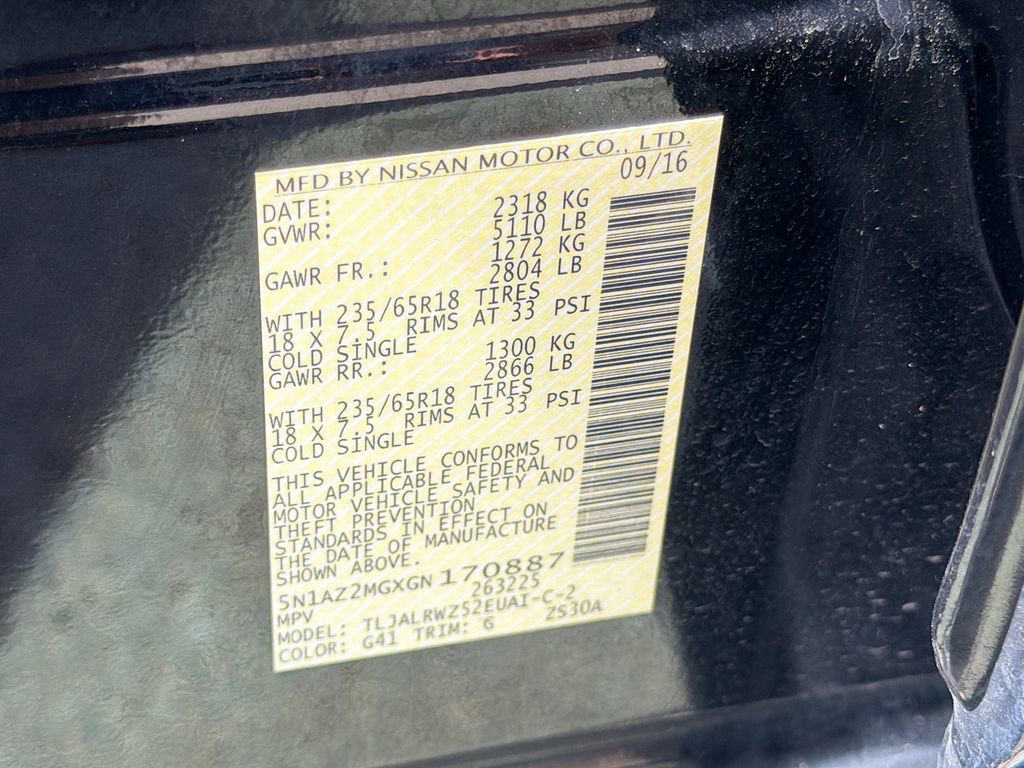 MFD BY NISSAN MOTOR CO., LTD.
DATE: 09/16
GVWR: 2318 KG
5110 LB
GAWR FR.: 1272 KG
2804 LB
WITH 235/65R18 TIRES
18 X 7.5 RIMS AT 33 PSI
COLD SINGLE
GAWR RR.: 1300 KG
2866 LB
WITH 235/65R18 TIRES
18 X 7.5 RIMS AT 33 PSI
COLD SINGLE
THIS VEHICLE CONFORMS TO
ALL APPLICABLE FEDERAL
MOTOR VEHICLE SAFETY AND
THEFT PREVENTION
STANDARDS IN EFFECT ON
THE DATE OF MANUFACTURE
SHOWN ABOVE.
5N1AZ2MGXGN170887
MPV 263225
MODEL: TLJALRWZ52EUAI-C-2
COLOR: G41 TRIM: G ZS30A